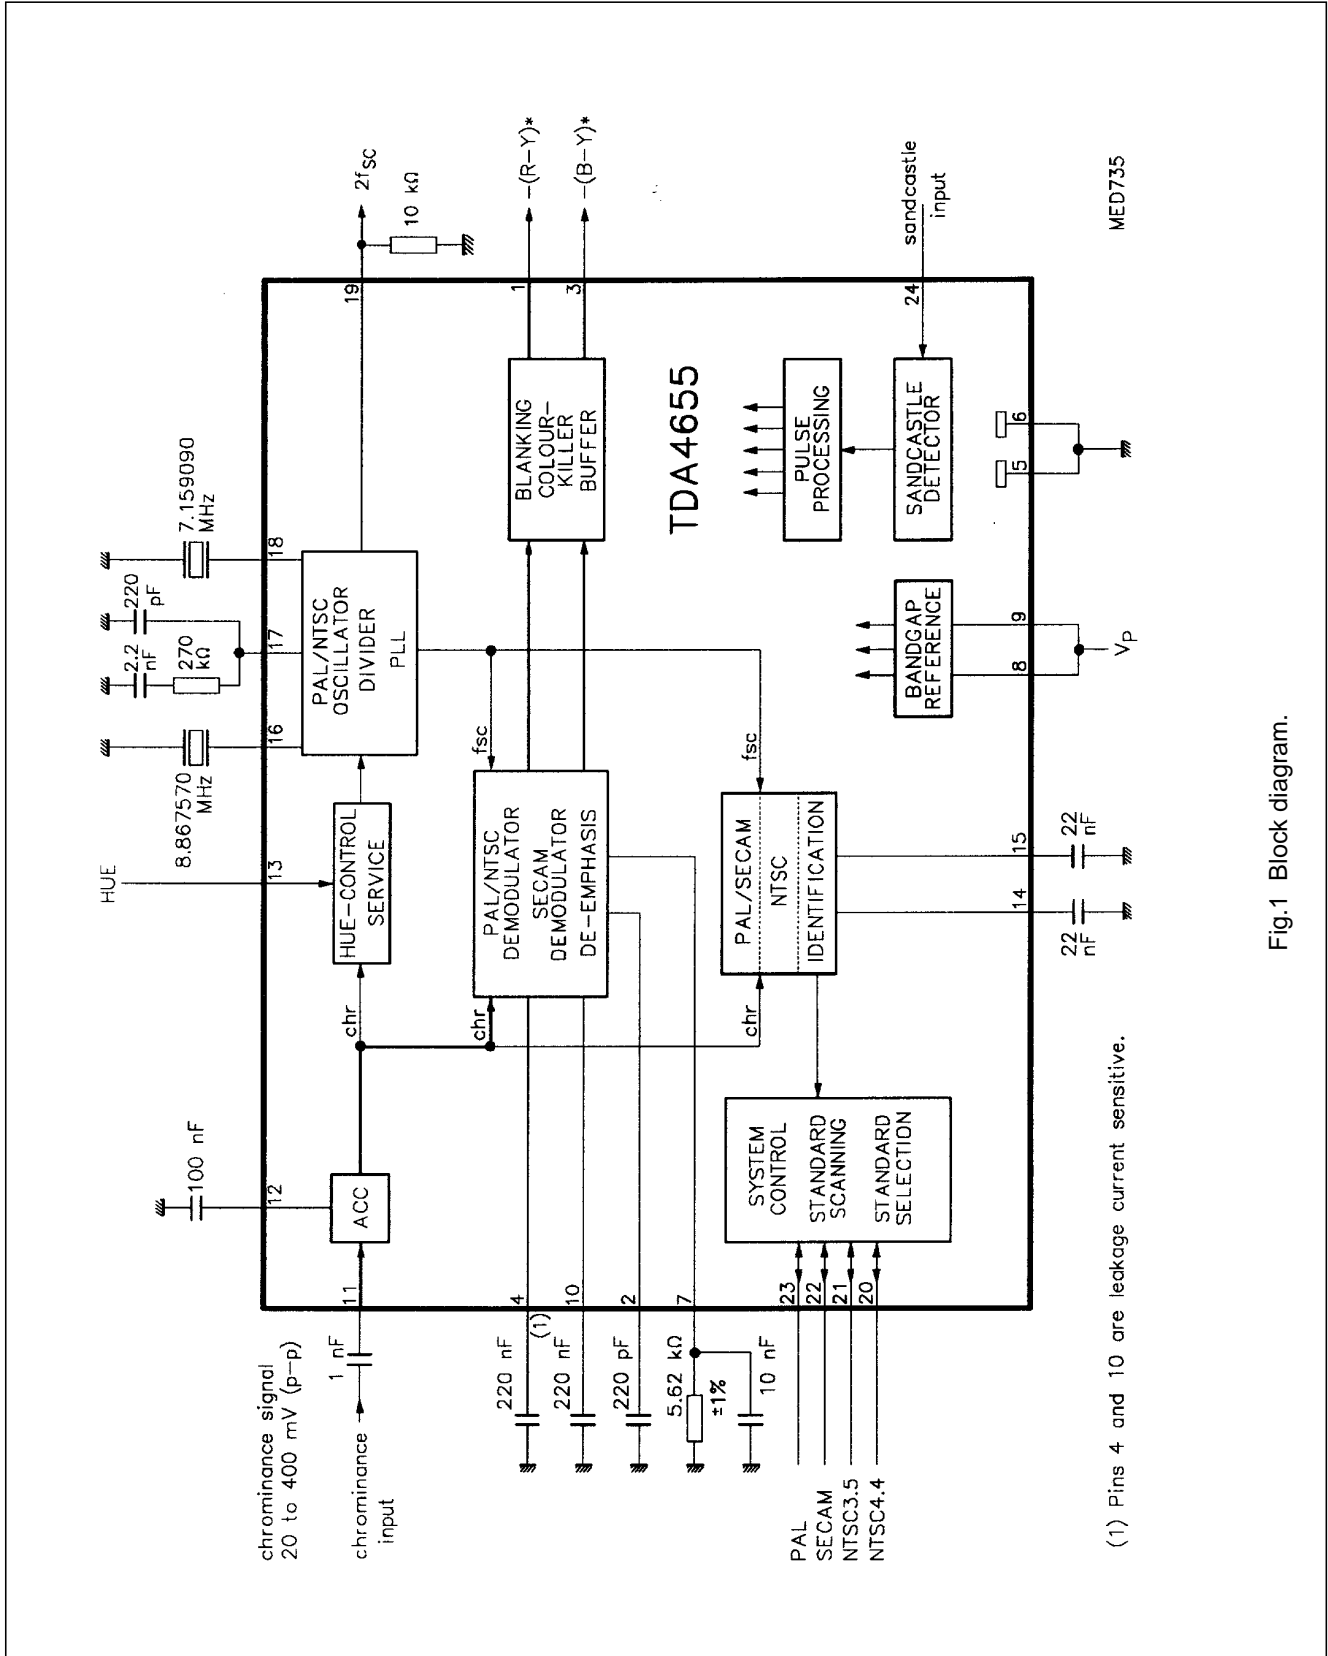 chrominance signal
20 to 400 mV (p-p)
chrominance
input
1 nF
11
100 nF
12
ACC
chr
HUE
13
HUE-CONTROL
SERVICE
8.867570
MHz
16
2.2
nF
270
kΩ
17
220
pF
7.159090
MHz
18
PAL/NTSC
OSCILLATOR
DIVIDER
PLL
19
2fsc
10 kΩ
220 nF
4
(1)
220 nF
10
220 pF
2
5.62 kΩ
±1%
7
10 nF
chr
PAL/NTSC
DEMODULATOR
SECAM
DEMODULATOR
DE-EMPHASIS
fsc
BLANKING
COLOUR-
KILLER
BUFFER
1
-(R-Y)*
3
-(B-Y)*
TDA4655
PAL
SECAM
NTSC3.5
NTSC4.4
23
22
21
20
SYSTEM
CONTROL
STANDARD
SCANNING
STANDARD
SELECTION
chr
PAL/SECAM
NTSC
IDENTIFICATION
fsc
14
22
nF
15
22
nF
BANDGAP
REFERENCE
8
9
VP
PULSE
PROCESSING
SANDCASTLE
DETECTOR
5
6
24
sandcastle
input
(1) Pins 4 and 10 are leakage current sensitive.
MED735
Fig.1 Block diagram.